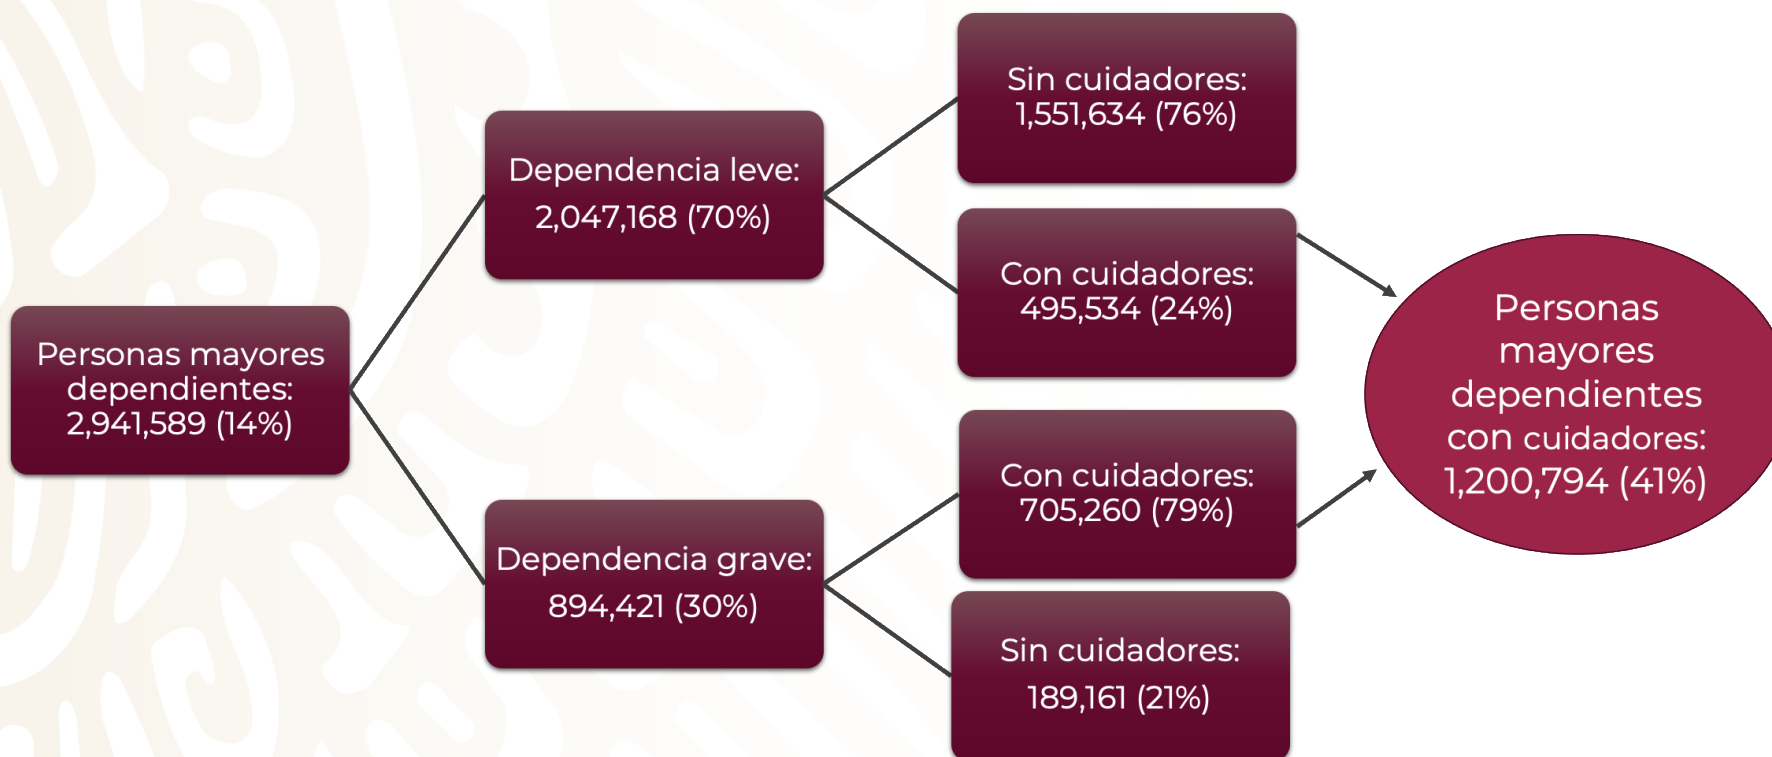 Personas mayores
dependientes:
2,941,589 (14%)
Dependencia leve:
2,047,168 (70%)
Dependencia grave:
894,421 (30%)
Sin cuidadores:
1,551,634 (76%)
Con cuidadores:
495,534 (24%)
Con cuidadores:
705,260 (79%)
Sin cuidadores:
189,161 (21%)
Personas
mayores
dependientes
con cuidadores:
1,200,794 (41%)